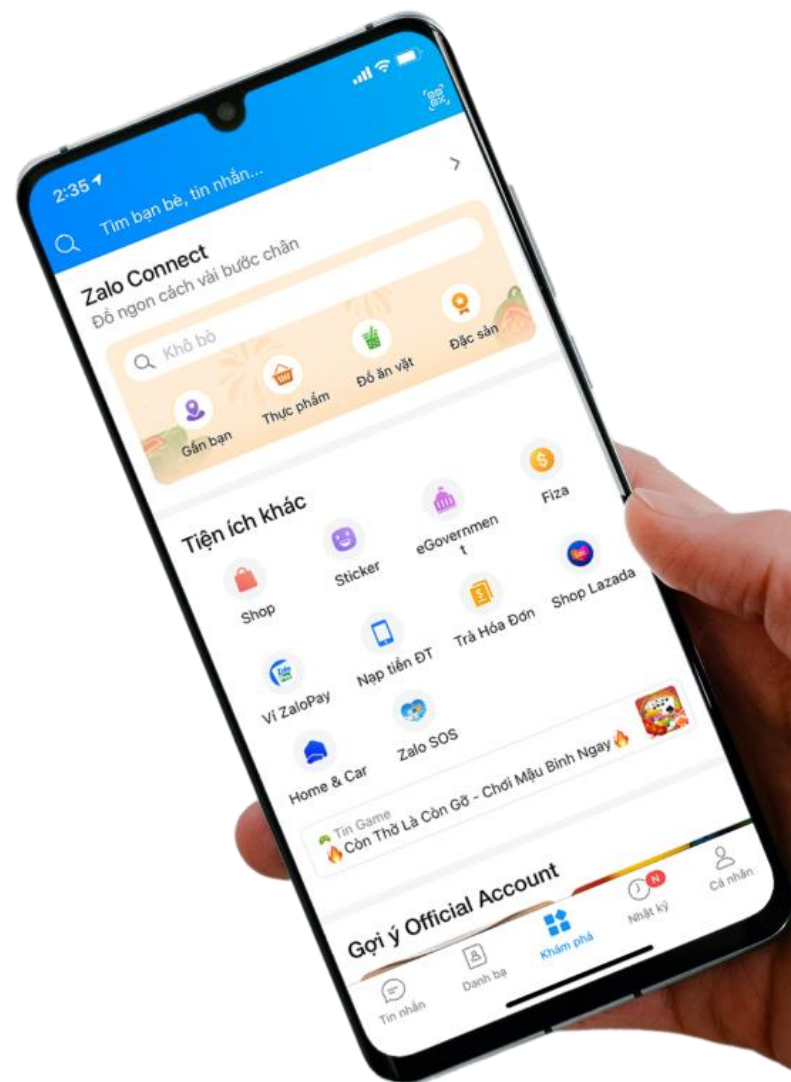 2:35
Tìm bạn bè, tin nhắn...
Zalo Connect
Đồ ngon cách vài bước chân
Khô bò
Gần bạn
Thực phẩm
Đồ ăn vặt
Đặc sản
Tiện ích khác
Shop
Sticker
eGovernmen
t
Fiza
Ví ZaloPay
Nạp tiền ĐT
Trả Hóa Đơn
Shop Lazada
Home & Car
Zalo SOS
Tin Game
🔥Còn Thở Là Còn Gỡ - Chơi Mậu Binh Ngay🔥
Gợi ý Official Account
Tin nhắn
Danh bạ
Khám phá
Nhật ký
N
Cá nhân